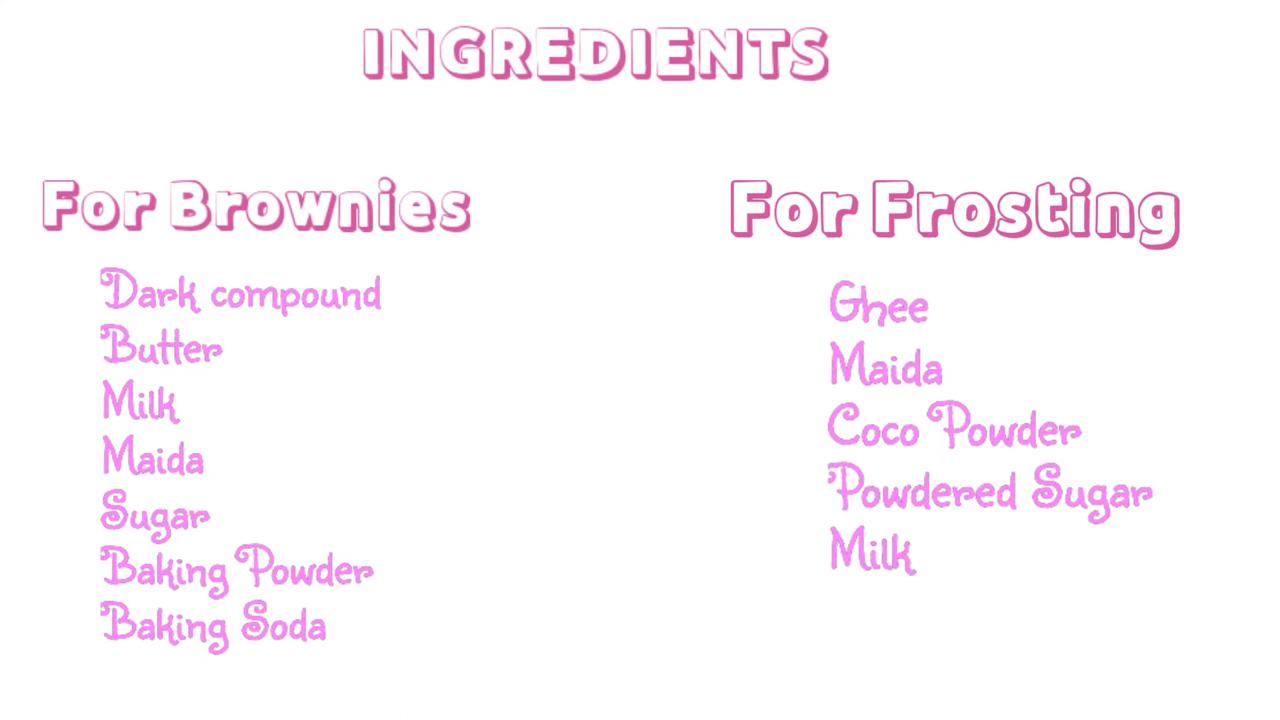 INGREDIENTS
For Brownies
Dark compound
Butter
Milk
Maida
Sugar
Baking Powder
Baking Soda
For Frosting
Ghee
Maida
Coco Powder
Powdered Sugar
Milk